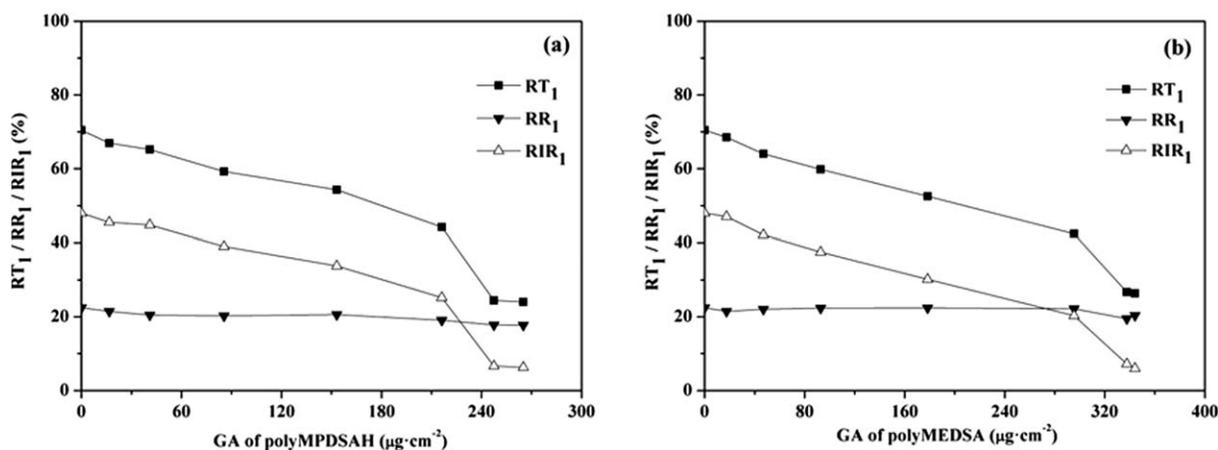 100
80
60
40
20
0
RT1 / RR1 / RIR1 (%)
(a)
RT1
RR1
RIR1
0 60 120 180 240 300
GA of polyMPDSAH (μg·cm-2)
100
80
60
40
20
0
RT1 / RR1 / RIR1 (%)
(b)
RT1
RR1
RIR1
0 80 160 240 320 400
GA of polyMEDSA (μg·cm-2)